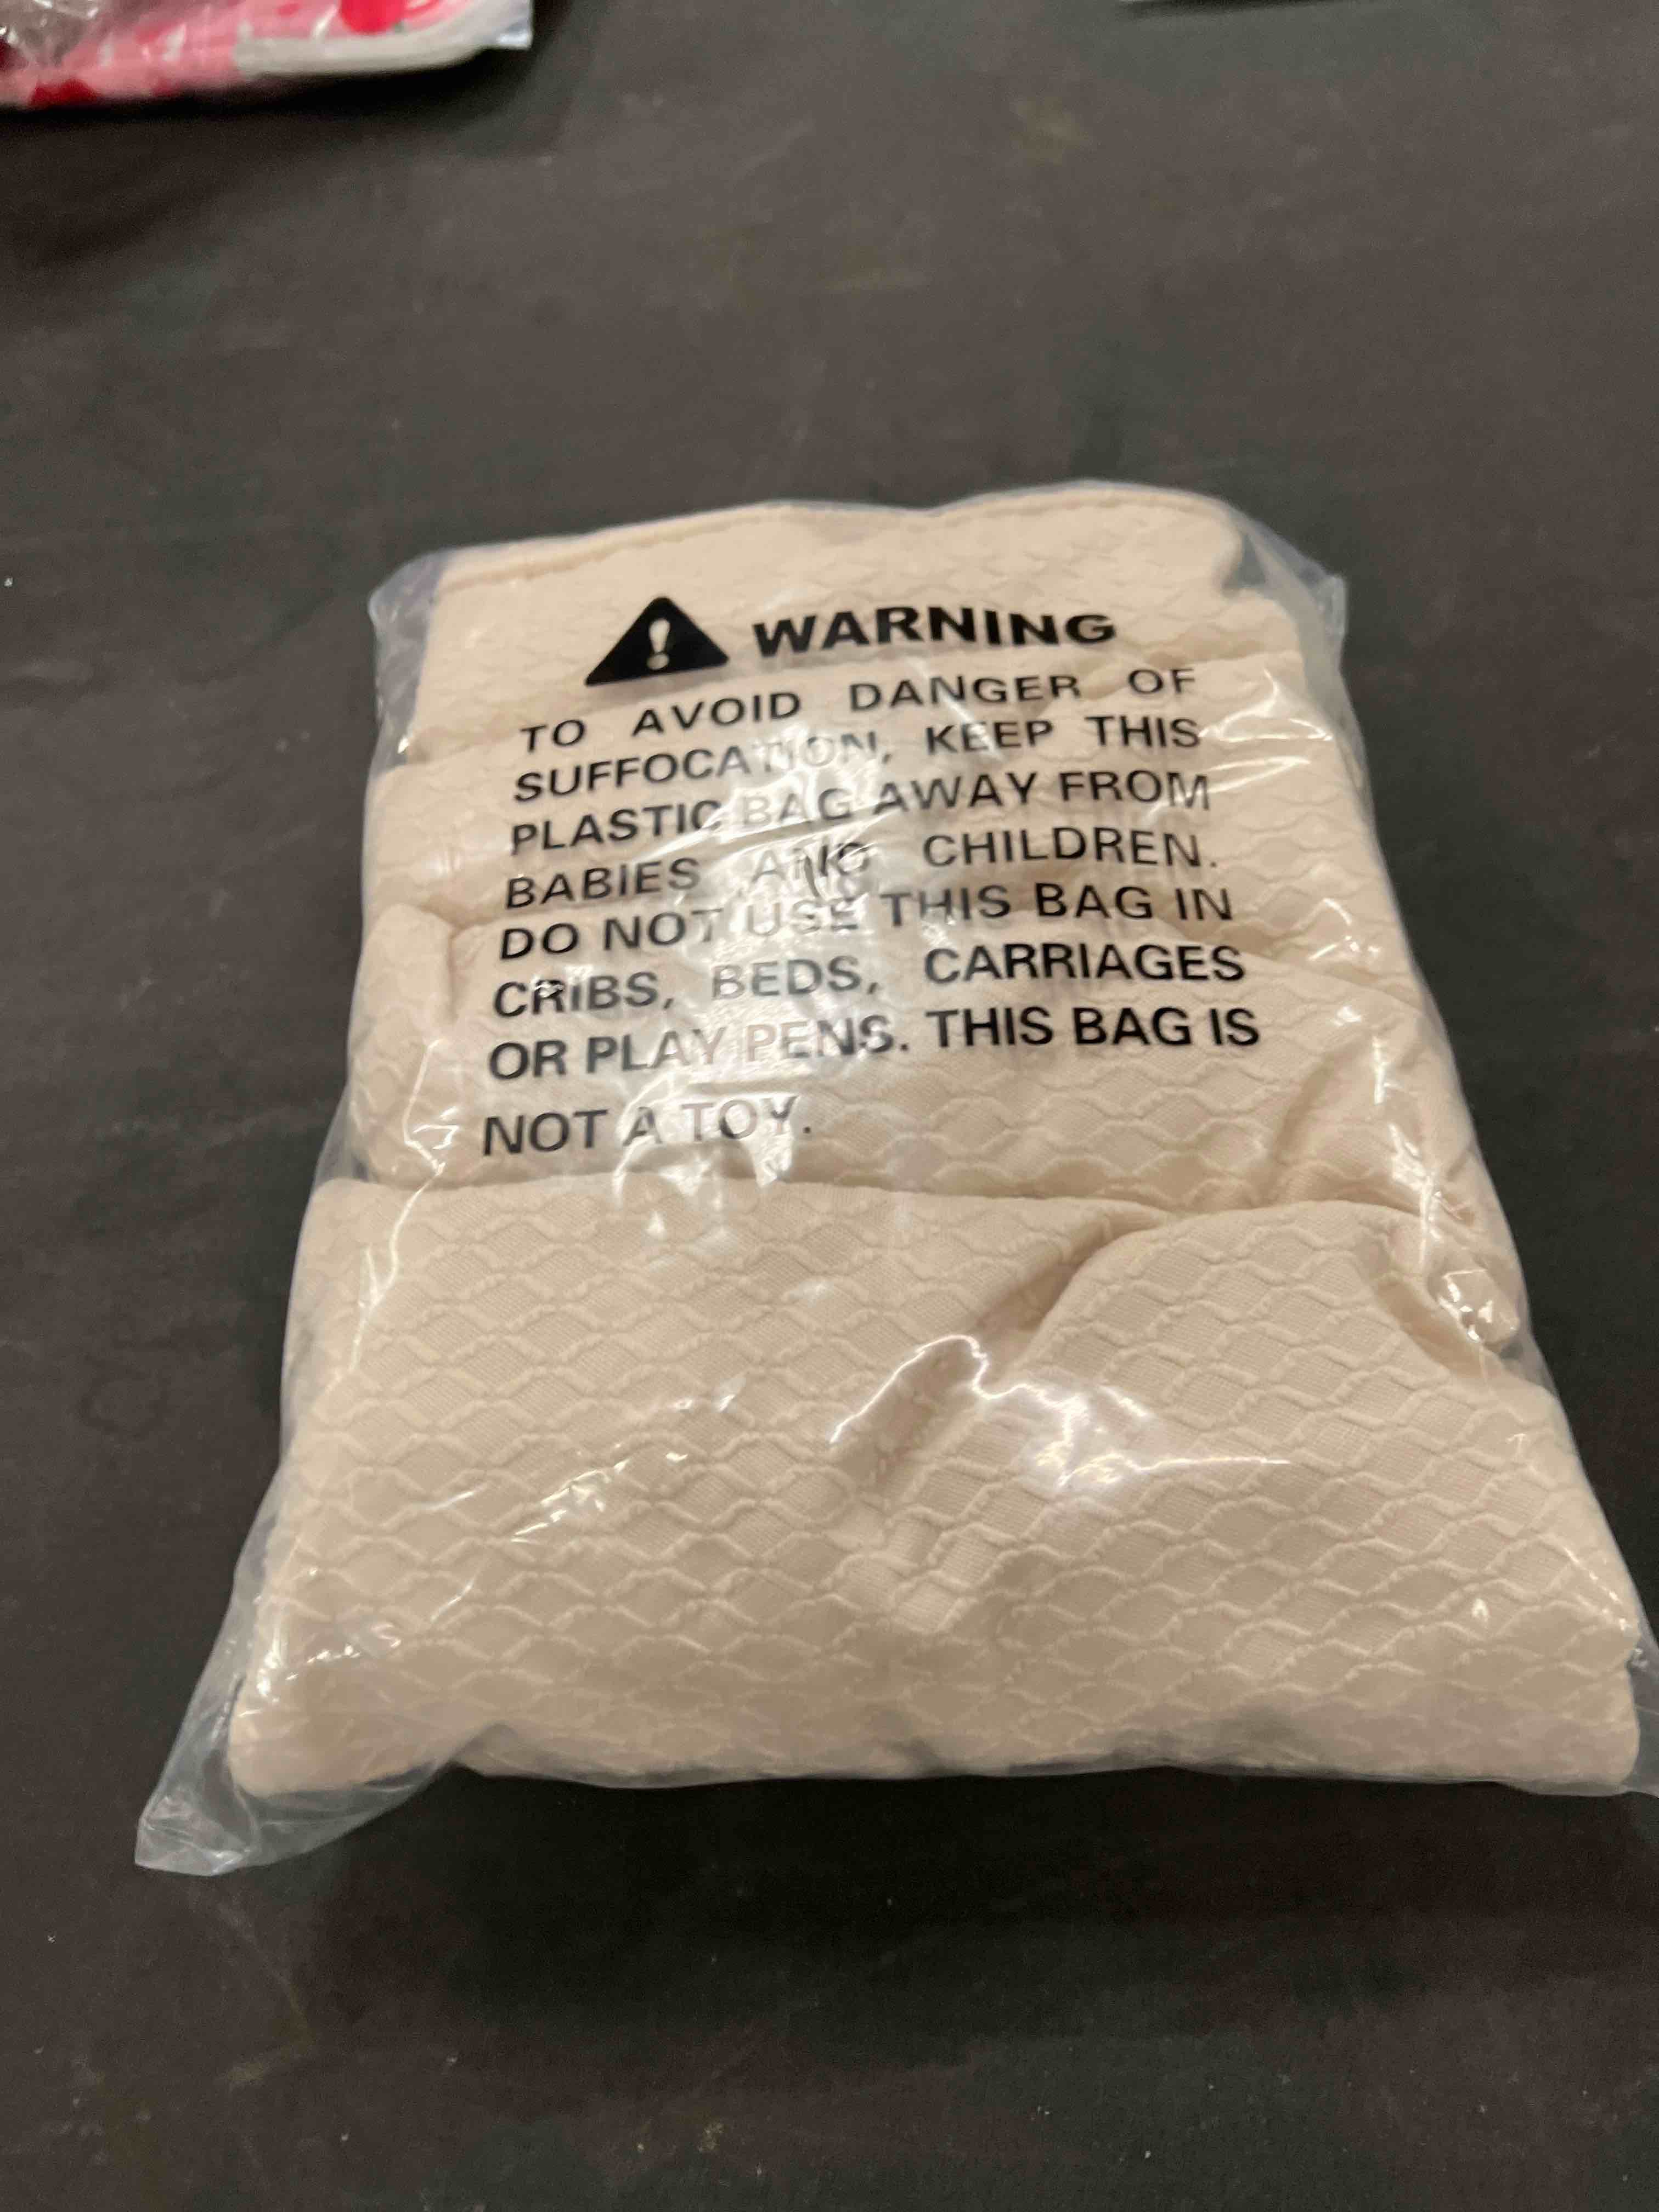 WARNING
TO AVOID DANGER OF
SUFFOCATION, KEEP THIS
PLASTIC BAG AWAY FROM
BABIES AND CHILDREN.
DO NOT USE THIS BAG IN
CRIBS, BEDS, CARRIAGES
OR PLAY PENS. THIS BAG IS
NOT A TOY.